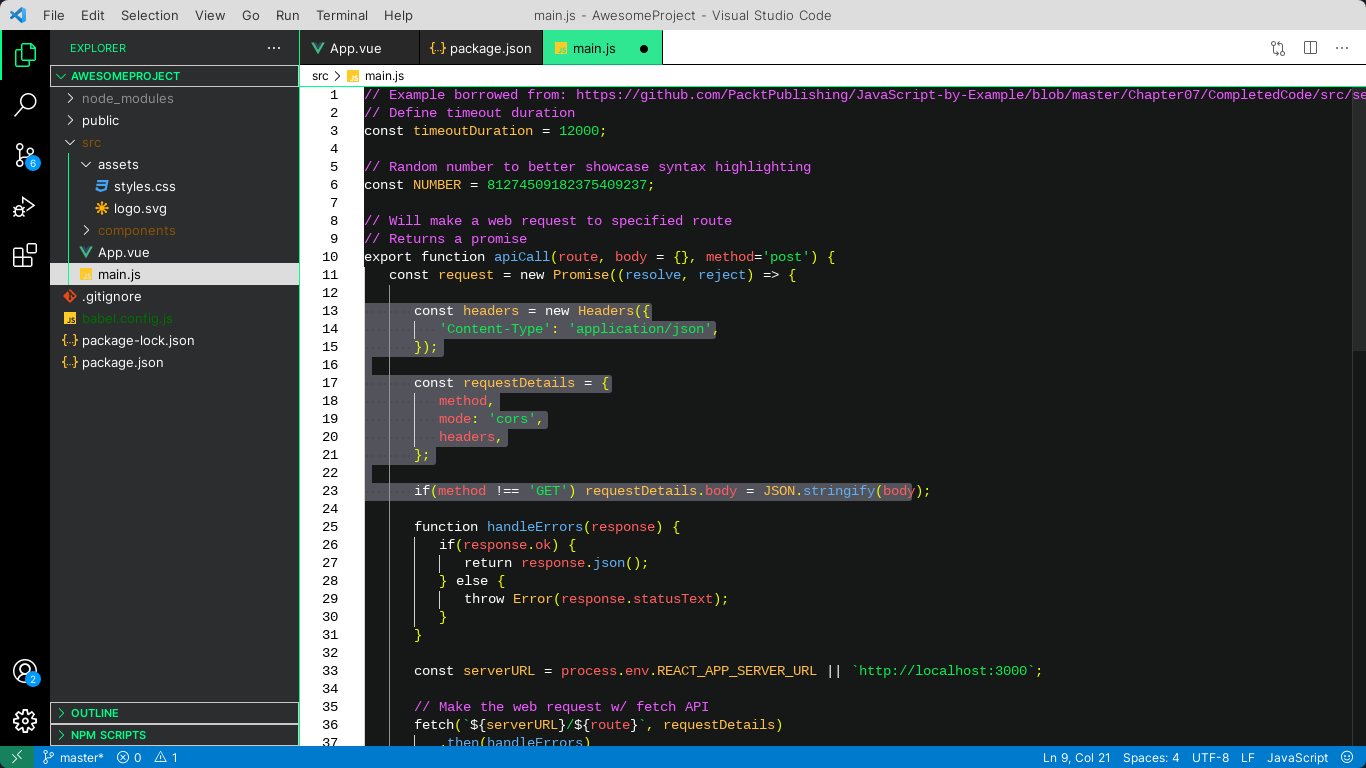 File Edit Selection View Go Run Terminal Help
main.js - AwesomeProject - Visual Studio Code
EXPLORER
AWESOMEPROJECT
node_modules
public
src
assets
styles.css
logo.svg
components
App.vue
main.js
.gitignore
babel.config.js
package-lock.json
package.json
OUTLINE
NPM SCRIPTS
6
2
App.vue package.json main.js
src main.js
1 // Example borrowed from: https://github.com/PacktPublishing/JavaScript-by-Example/blob/master/Chapter07/CompletedCode/src/se
2 // Define timeout duration
3 const timeoutDuration = 12000;
4
5 // Random number to better showcase syntax highlighting
6 const NUMBER = 81274509182375409237;
7
8 // Will make a web request to specified route
9 // Returns a promise
10 export function apiCall(route, body = {}, method='post') {
11 const request = new Promise((resolve, reject) => {
12
13 const headers = new Headers({
14 'Content-Type': 'application/json',
15 });
16
17 const requestDetails = {
18 method,
19 mode: 'cors',
20 headers,
21 };
22
23 if(method !== 'GET') requestDetails.body = JSON.stringify(body);
24
25 function handleErrors(response) {
26 if(response.ok) {
27 return response.json();
28 } else {
29 throw Error(response.statusText);
30 }
31 }
32
33 const serverURL = process.env.REACT_APP_SERVER_URL || `http://localhost:3000`;
34
35 // Make the web request w/ fetch API
36 fetch(`${serverURL}/${route}`, requestDetails)
37 .then(handleErrors)
master* 0 1 Ln 9, Col 21 Spaces: 4 UTF-8 LF JavaScript